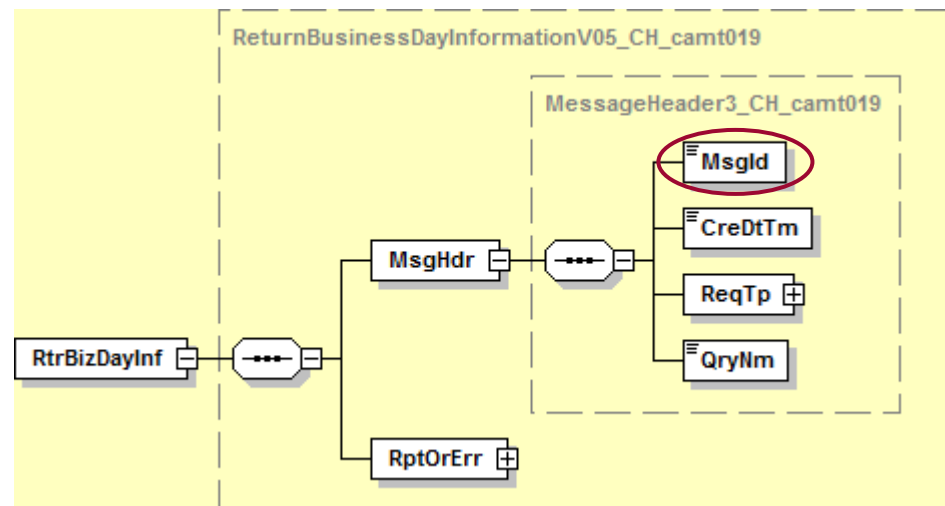 ReturnBusinessDayInformationV05_CH_camt019
MessageHeader3_CH_camt019
MsgId
CreDtTm
MsgHdr
ReqTp
RtrBizDayInf
QryNm
RptOrErr